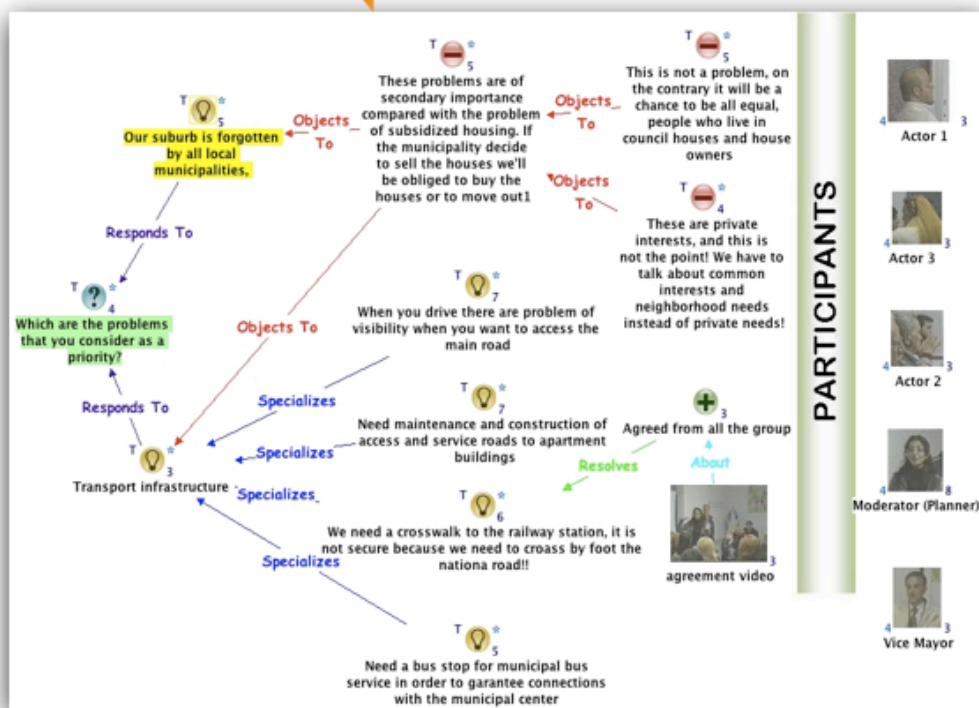 T *
5
Our suburb is forgotten
by all local
municipalities,
Responds To
T *
? 4
Which are the problems
that you consider as a
priority?
Responds To
T *
3
Transport infrastructure
Objects
To
T *
5
These problems are of
secondary importance
compared with the problem
of subsidized housing. If
the municipality decide
to sell the houses we'll
be obliged to buy the
houses or to move out1
Objects To
Objects
To
T *
5
This is not a problem, on
the contrary it will be a
chance to be all equal,
people who live in
council houses and house
owners
Objects
To
T *
4
These are private
interests, and this is
not the point! We have to
talk about common
interests and
neighborhood needs
instead of private needs!
T *
7
When you drive there are problem of
visibility when you want to access the
main road
Specializes
T *
7
Need maintenance and construction of
access and service roads to apartment
buildings
Specializes
T *
6
We need a crosswalk to the railway station, it is
not secure because we need to croass by foot the
nationa road!!
Specializes
T *
5
Need a bus stop for municipal bus
service in order to garantee connections
with the municipal center
Specializes
3
Agreed from all the group
Resolves
About
3
agreement video
PARTICIPANTS
4 3
Actor 1
4 3
Actor 3
4 3
Actor 2
4 8
Moderator (Planner)
4 3
Vice Mayor